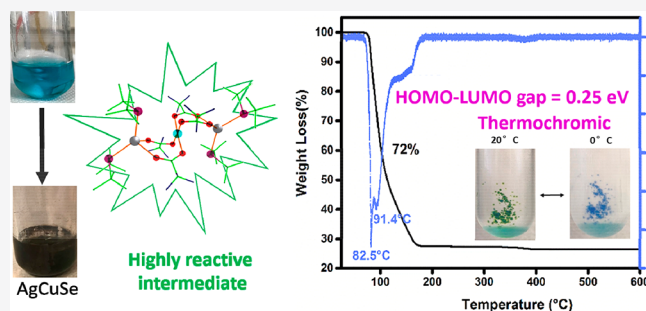 AgCuSe
Highly reactive
intermediate
Weight Loss(%)
100
90
80
70
60
50
40
30
20
HOMO-LUMO gap = 0.25 eV
Thermochromic
20° C
0° C
72%
91.4°C
82.5°C
100 200 300 400 500 600
Temperature (°C)